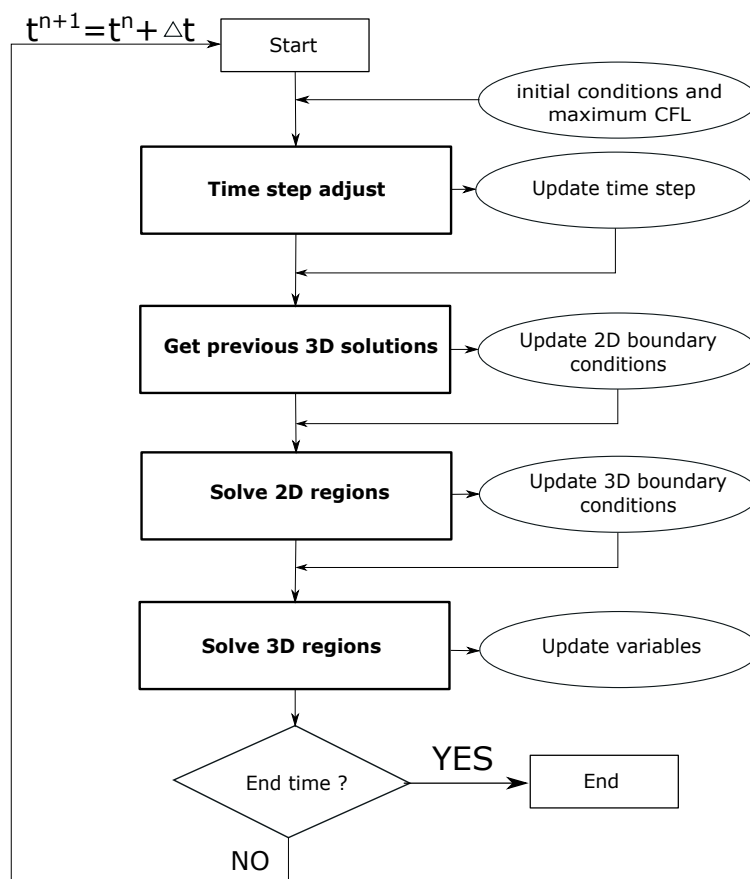 tⁿ⁺¹=tⁿ+ △t
Start
initial conditions and
maximum CFL
Time step adjust
Update time step
Get previous 3D solutions
Update 2D boundary
conditions
Solve 2D regions
Update 3D boundary
conditions
Solve 3D regions
Update variables
End time ?
YES
End
NO